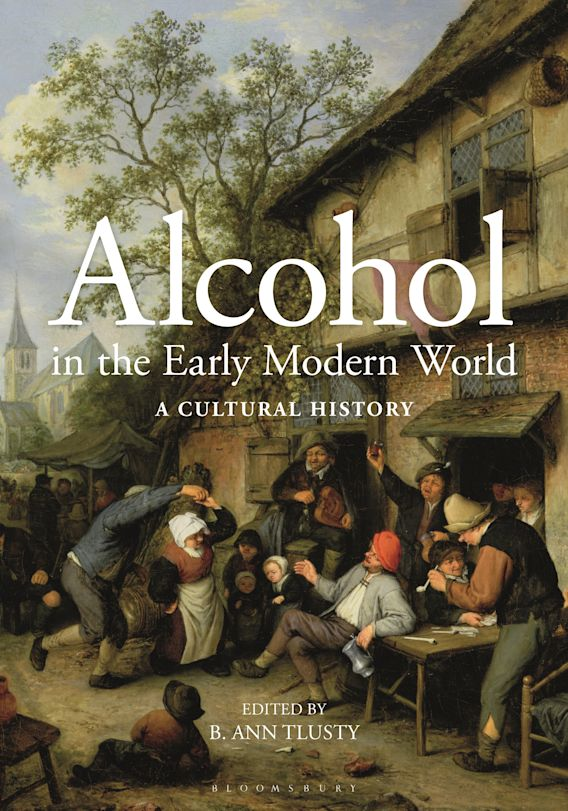 Alcohol
in the Early Modern World
A CULTURAL HISTORY
EDITED BY
B. ANN TLUSTY
BLOOMSBURY